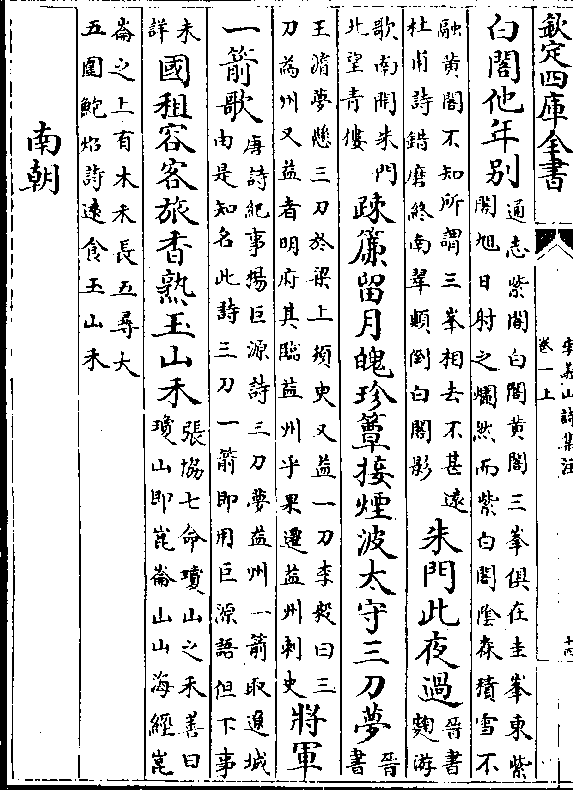 欽定四庫全書
李義山詩集注
卷一上
白閣他年别
通志紫閣白閣黄閣三峯俱在圭峯東紫
閣旭日射之爛然而紫白閣陰森積雪不
融黄閣不知所謂三峯相去不甚逺
杜甫詩錯磨終南翠顛倒白閣影
朱門此夜過
晉書
麴游
歌南開朱門
北望青樓
疎簾留月魄珍簟接煙波太守三刀夢
晉
書
王濬夢懸三刀於梁上須臾又益一刀李毅曰三
刀為州又益者明府其臨益州乎果遷益州刺史
將軍
一箭歌
唐詩紀事楊巨源詩三刀夢益州一箭取遼城
由是知名此詩三刀一箭即用巨源語但下事
未
詳
國租容客旅香熟玉山禾
張協七命瓊山之禾善曰
瓊山即崑崙山山海經崑
崙之上有木禾長五尋大
五圍鮑炤詩逺食玉山禾
南朝